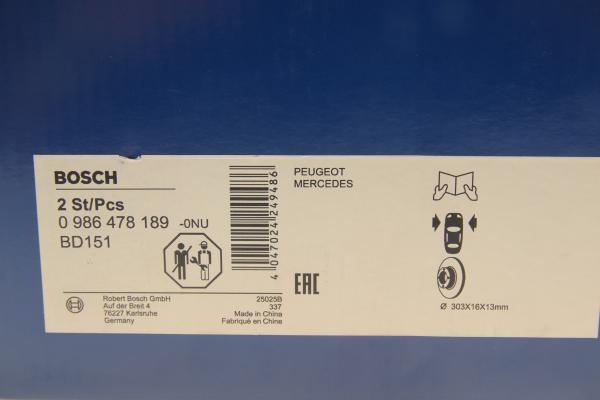 BOSCH
2 St/Pcs
0 986 478 189 -0NU
BD151
4 047024 249486
PEUGEOT
MERCEDES
EAC
Ø 303X16X13mm
Robert Bosch GmbH
Auf der Breit 4
76227 Karlsruhe
Germany
25025B
337
Made in China
Fabriqué en China